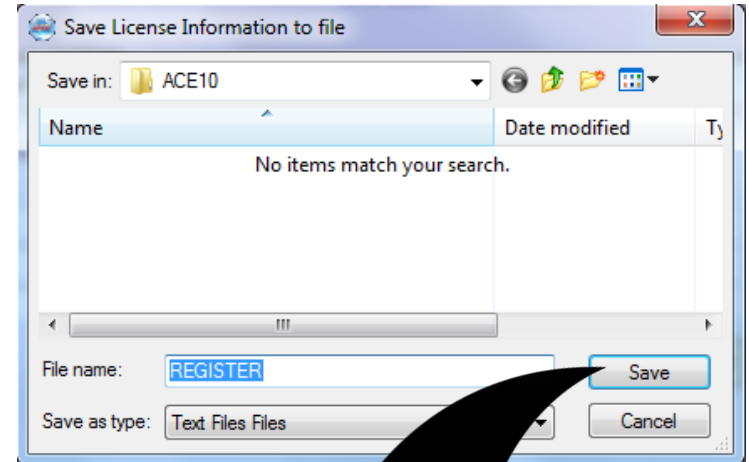 Save License Information to file
Save in: ACE10
Name Date modified Ty
No items match your search.
File name: REGISTER Save
Save as type: Text Files Files Cancel